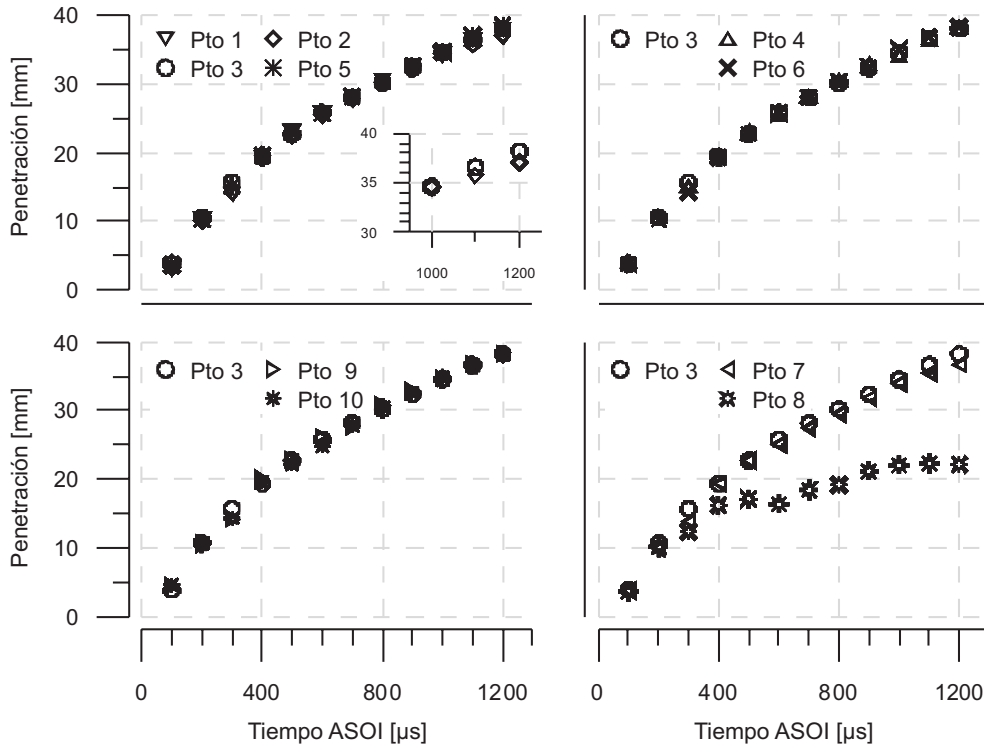 40
30
20
10
0
Penetración [mm]
Pto 1 Pto 2
Pto 3 Pto 5
40
35
30
1000 1200
Pto 3 Pto 4
Pto 6
40
30
20
10
0
Penetración [mm]
Pto 3 Pto 9
Pto 10
Pto 3 Pto 7
Pto 8
0 400 800 1200
Tiempo ASOI [µs]
0 400 800 1200
Tiempo ASOI [µs]